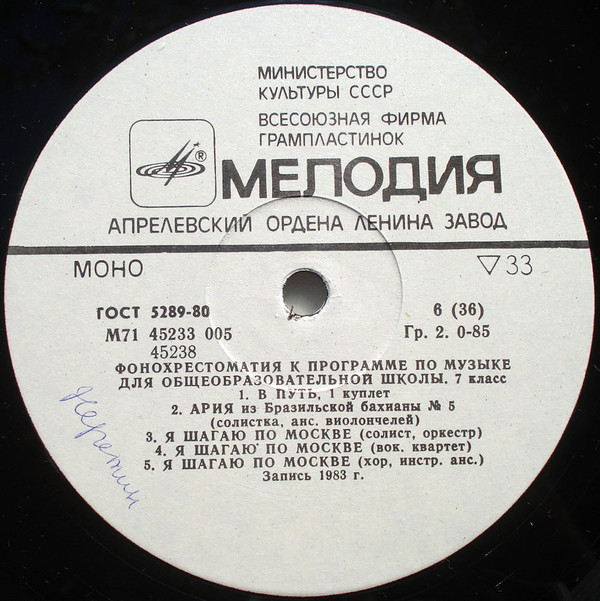 МИНИСТЕРСТВО
КУЛЬТУРЫ СССР
ВСЕСОЮЗНАЯ ФИРМА
ГРАМПЛАСТИНОК
®
МЕЛОДИЯ
АПРЕЛЕВСКИЙ ОРДЕНА ЛЕНИНА ЗАВОД
МОНО ▽33
ГОСТ 5289-80 6 (36)
М71 45233 005 Гр. 2. 0-85
45238
ФОНОХРЕСТОМАТИЯ К ПРОГРАММЕ ПО МУЗЫКЕ
ДЛЯ ОБЩЕОБРАЗОВАТЕЛЬНОЙ ШКОЛЫ. 7 класс
1. В ПУТЬ, 1 куплет
2. АРИЯ из Бразильской бахианы № 5
(солистка, анс. виолончелей)
3. Я ШАГАЮ ПО МОСКВЕ (солист, оркестр)
4. Я ШАГАЮ ПО МОСКВЕ (вок. квартет)
5. Я ШАГАЮ ПО МОСКВЕ (хор, инстр. анс.)
Запись 1983 г.